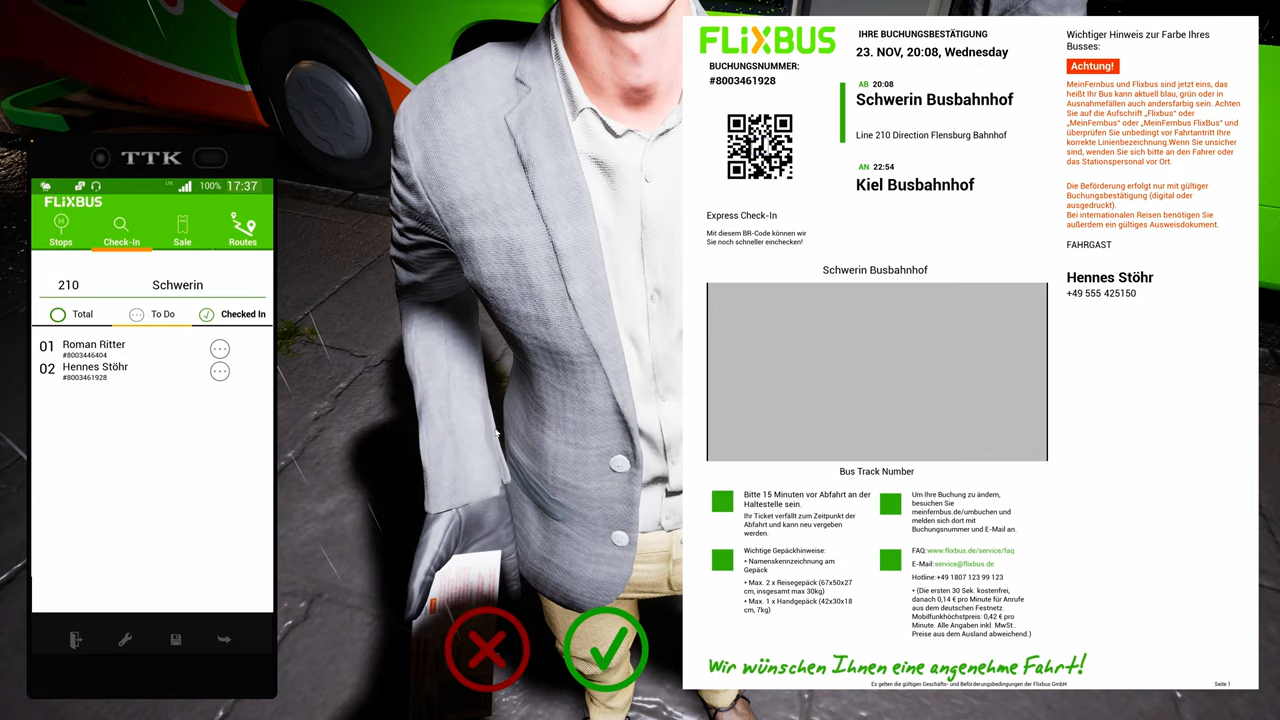 TTK
LTE 100% 17:37
FLiXBUS
Stops
Check-In
Sale
Routes
210 Schwerin
Total
To Do
Checked In
01 Roman Ritter
#8003446404
02 Hennes Stöhr
#8003461928
FLiXBUS
BUCHUNGSNUMMER:
#8003461928
Express Check-In
Mit diesem BR-Code können wir
Sie noch schneller einchecken!
IHRE BUCHUNGSBESTÄTIGUNG
23. NOV, 20:08, Wednesday
AB 20:08
Schwerin Busbahnhof
Line 210 Direction Flensburg Bahnhof
AN 22:54
Kiel Busbahnhof
Wichtiger Hinweis zur Farbe Ihres
Busses:
Achtung!
MeinFernbus und Flixbus sind jetzt eins, das
heißt Ihr Bus kann aktuell blau, grün oder in
Ausnahmefällen auch andersfarbig sein. Achten
Sie auf die Aufschrift „Flixbus“ oder
„MeinFernbus“ oder „MeinFernbus FlixBus“ und
überprüfen Sie unbedingt vor Fahrtantritt Ihre
korrekte Linienbezeichnung.Wenn Sie unsicher
sind, wenden Sie sich bitte an den Fahrer oder
das Stationspersonal vor Ort.
Die Beförderung erfolgt nur mit gültiger
Buchungsbestätigung (digital oder
ausgedruckt).
Bei internationalen Reisen benötigen Sie
außerdem ein gültiges Ausweisdokument.
FAHRGAST
Hennes Stöhr
+49 555 425150
Schwerin Busbahnhof
Bus Track Number
Bitte 15 Minuten vor Abfahrt an der
Haltestelle sein.
Ihr Ticket verfällt zum Zeitpunkt der
Abfahrt und kann neu vergeben
werden.
Um Ihre Buchung zu ändern,
besuchen Sie
meinfernbus.de/umbuchen und
melden sich dort mit
Buchungsnummer und E-Mail an.
Wichtige Gepäckhinweise:
• Namenskennzeichnung am
Gepäck
• Max. 2 x Reisegepäck (67x50x27
cm, insgesamt max 30kg)
• Max. 1 x Handgepäck (42x30x18
cm, 7kg)
FAQ: www.flixbus.de/service/faq
E-Mail: service@flixbus.de
Hotline: +49 1807 123 99 123
• (Die ersten 30 Sek. kostenfrei,
danach 0,14 € pro Minute für Anrufe
aus dem deutschen Festnetz.
Mobilfunkhöchstpreis: 0,42 € pro
Minute. Alle Angaben inkl. MwSt..
Preise aus dem Ausland abweichend.)
Wir wünschen Ihnen eine angenehme Fahrt!
Es gelten die gültigen Geschäfts- und Beförderungsbedingungen der Flixbus GmbH
Seite 1